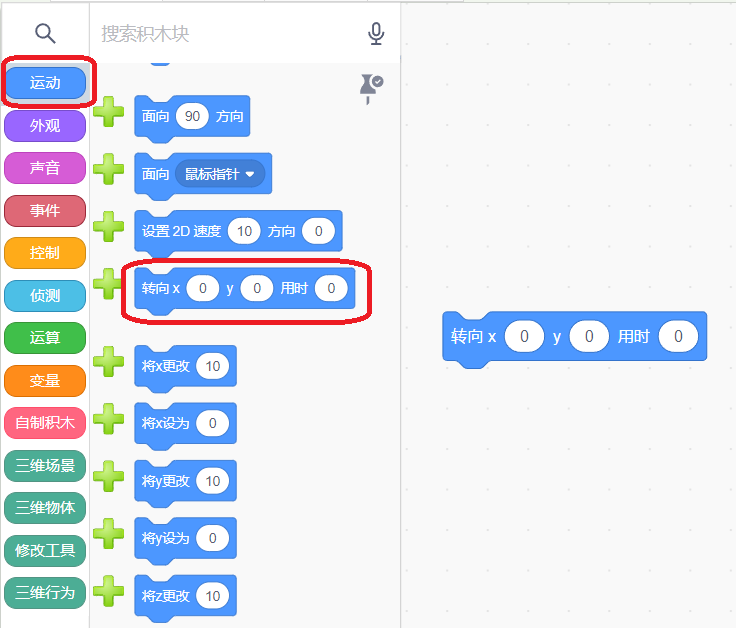 搜索积木块
运动
外观
声音
事件
控制
侦测
运算
变量
自制积木
三维场景
三维物体
修改工具
三维行为
面向 90 方向
面向 鼠标指针
设置 2D 速度 10 方向 0
转向 x 0 y 0 用时 0
将x更改 10
将x设为 0
将y更改 10
将y设为 0
将z更改 10
转向 x 0 y 0 用时 0